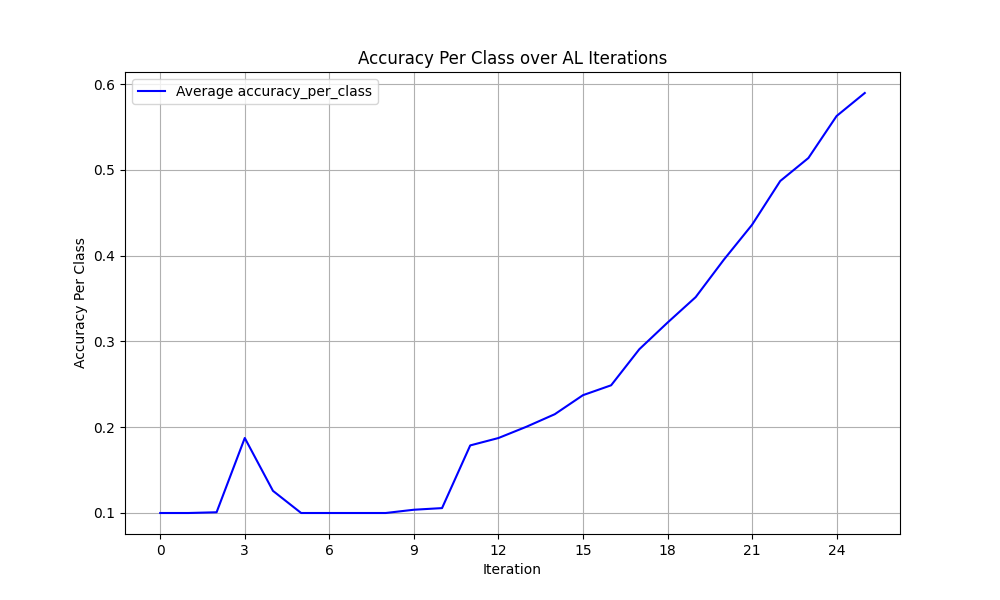 Accuracy Per Class over AL Iterations
Average accuracy_per_class
0.6
0.5
0.4
0.3
0.2
0.1
Accuracy Per Class
0 3 6 9 12 15 18 21 24
Iteration